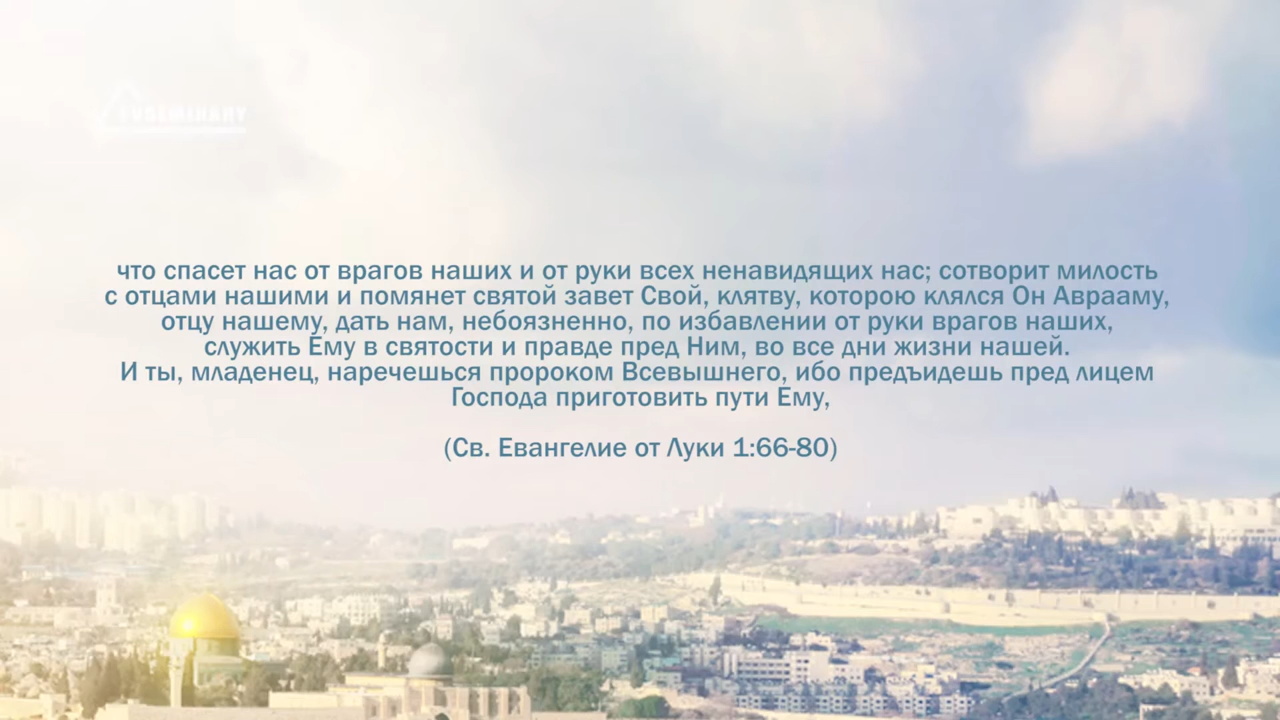 что спасет нас от врагов наших и от руки всех ненавидящих нас; сотворит милость
с отцами нашими и помянет святой завет Свой, клятву, которою клялся Он Аврааму,
отцу нашему, дать нам, небоязненно, по избавлении от руки врагов наших,
служить Ему в святости и правде пред Ним, во все дни жизни нашей.
И ты, младенец, наречешься пророком Всевышнего, ибо предъидешь пред лицем
Господа приготовить пути Ему,
(Св. Евангелие от Луки 1:66-80)